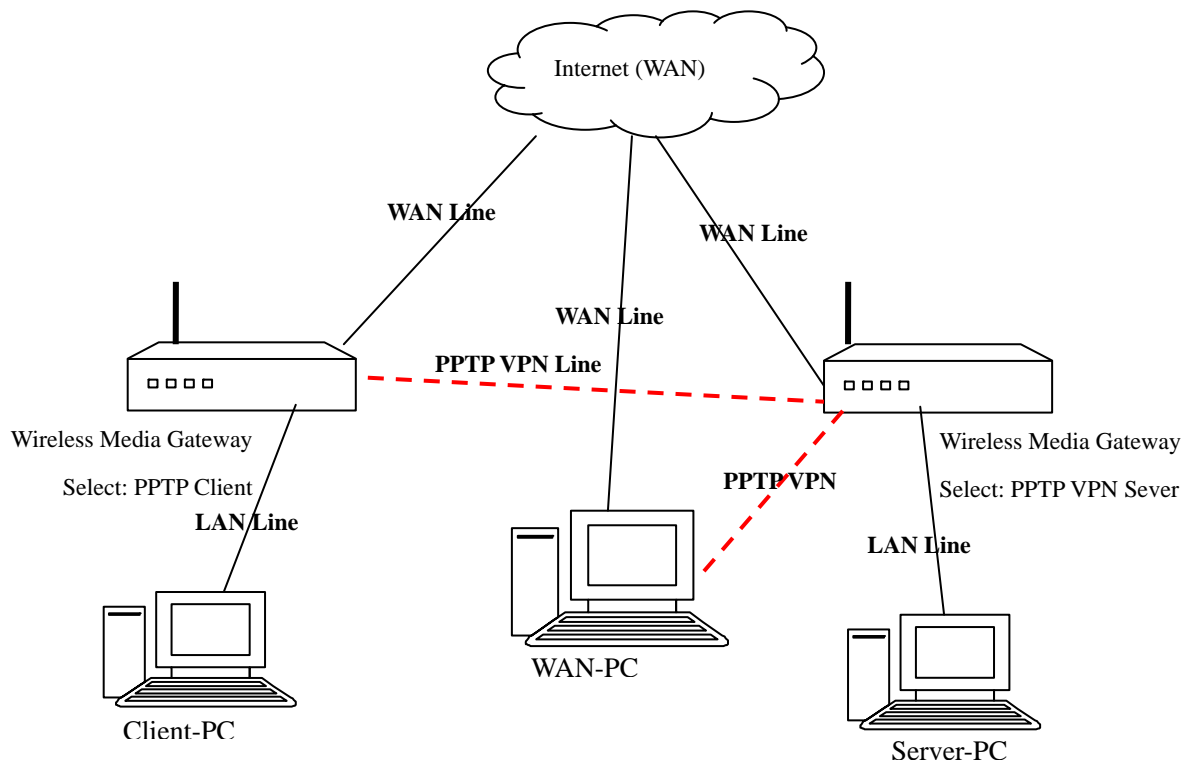 Internet (WAN)
WAN Line
WAN Line
WAN Line
PPTP VPN Line
Wireless Media Gateway
Select: PPTP Client
LAN Line
PPTP VPN
Wireless Media Gateway
Select: PPTP VPN Sever
LAN Line
WAN-PC
Client-PC
Server-PC